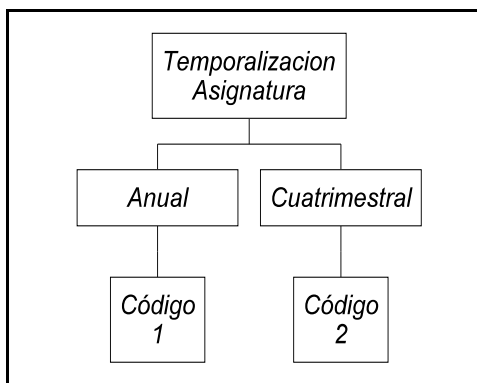 Temporalizacion
Asignatura
Anual
Cuatrimestral
Código
1
Código
2